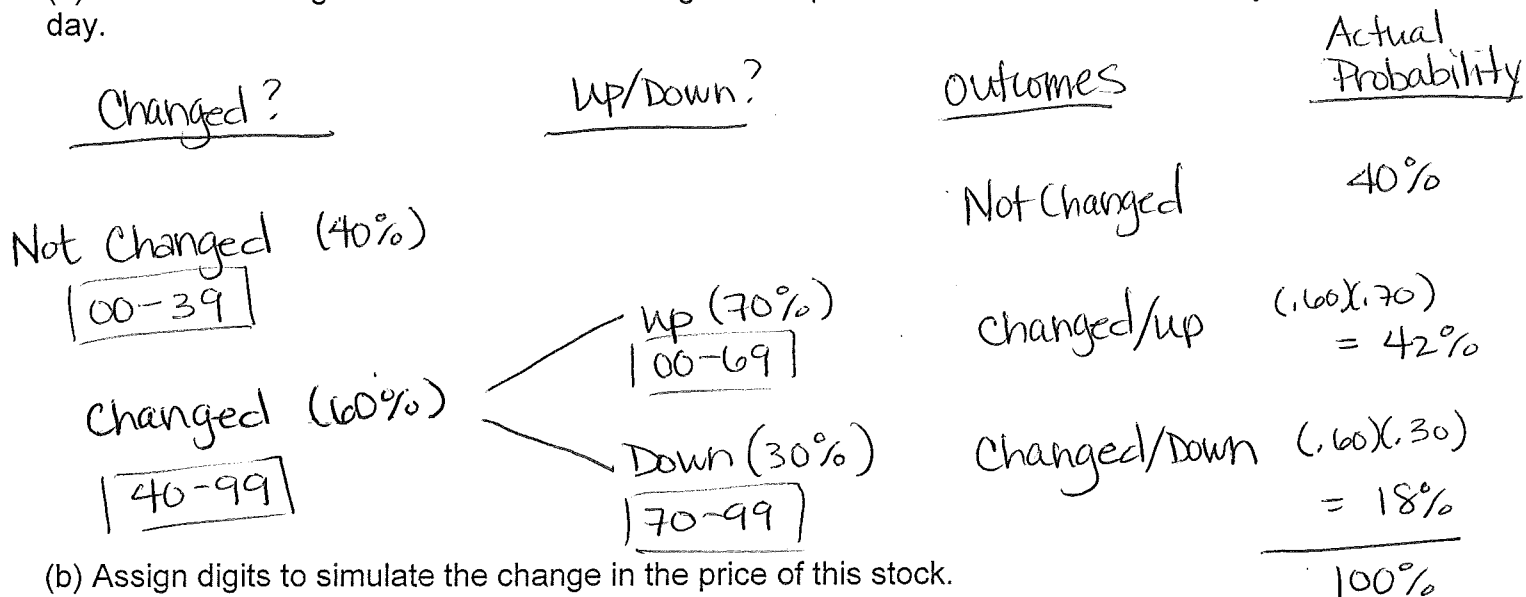 day.
Changed? Up/Down? Outcomes Actual Probability
Not Changed 40%
Not Changed (40%)
00-39
Up (70%) Changed/up (.60)(.70)
00-69 = 42%
Changed (60%)
40-99
Down (30%) Changed/Down (.60)(.30)
70-99 = 18%
(b) Assign digits to simulate the change in the price of this stock.
100%